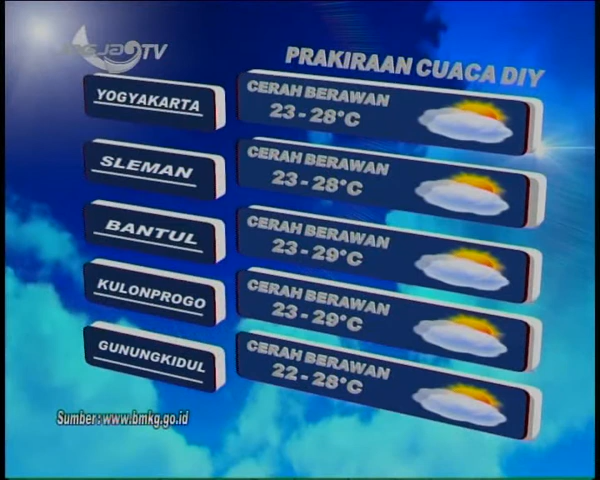 JOGJA TV
PRAKIRAAN CUACA DIY
YOGYAKARTA
CERAH BERAWAN
23 - 28°C
SLEMAN
CERAH BERAWAN
23 - 28°C
BANTUL
CERAH BERAWAN
23 - 29°C
KULONPROGO
CERAH BERAWAN
23 - 29°C
GUNUNGKIDUL
CERAH BERAWAN
22 - 28°C
Sumber : www.bmkg.go.id